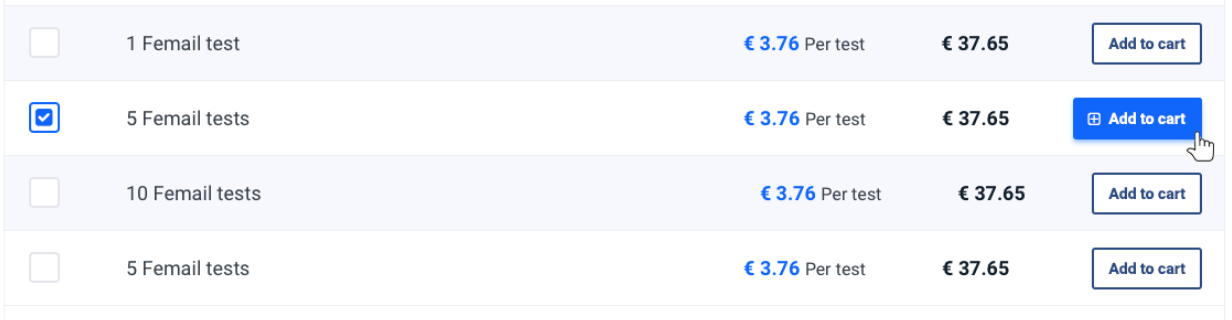 1 Femail test € 3.76 Per test € 37.65 Add to cart
5 Femail tests € 3.76 Per test € 37.65 Add to cart
10 Femail tests € 3.76 Per test € 37.65 Add to cart
5 Femail tests € 3.76 Per test € 37.65 Add to cart